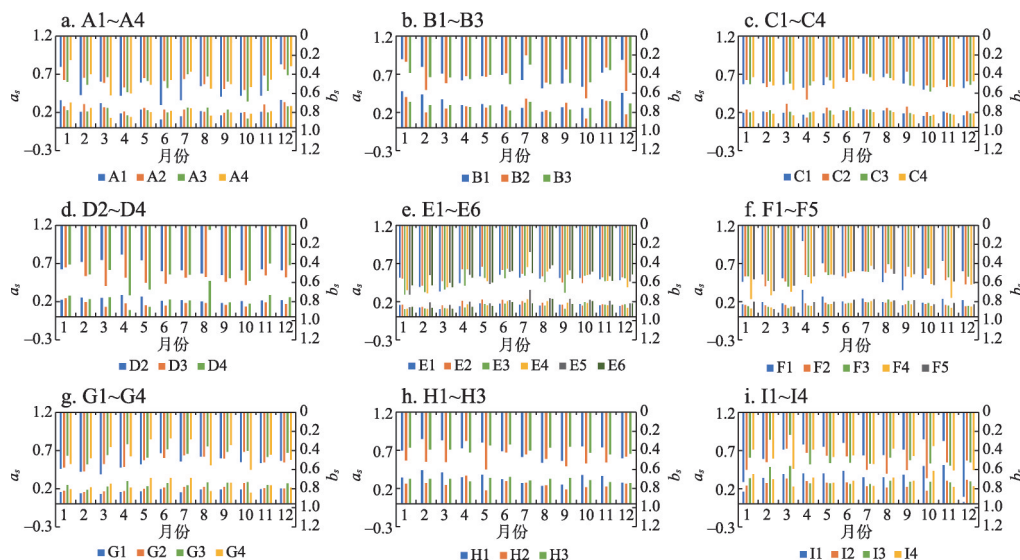 a. A1~A4
1.2 0
0.2
0.7 0.4
0.6
0.2 0.8
1.0
−0.3 1.2
a_s b_s
1 2 3 4 5 6 7 8 9 10 11 12
月份
A1 A2 A3 A4
b. B1~B3
1.2 0
0.2
0.7 0.4
0.6
0.2 0.8
1.0
−0.3 1.2
a_s b_s
1 2 3 4 5 6 7 8 9 10 11 12
月份
B1 B2 B3
c. C1~C4
1.2 0
0.2
0.7 0.4
0.6
0.2 0.8
1.0
−0.3 1.2
a_s b_s
1 2 3 4 5 6 7 8 9 10 11 12
月份
C1 C2 C3 C4
d. D2~D4
1.2 0
0.2
0.7 0.4
0.6
0.2 0.8
1.0
−0.3 1.2
a_s b_s
1 2 3 4 5 6 7 8 9 10 11 12
月份
D2 D3 D4
e. E1~E6
1.2 0
0.2
0.7 0.4
0.6
0.2 0.8
1.0
−0.3 1.2
a_s b_s
1 2 3 4 5 6 7 8 9 10 11 12
月份
E1 E2 E3 E4 E5 E6
f. F1~F5
1.2 0
0.2
0.7 0.4
0.6
0.2 0.8
1.0
−0.3 1.2
a_s b_s
1 2 3 4 5 6 7 8 9 10 11 12
月份
F1 F2 F3 F4 F5
g. G1~G4
1.2 0
0.2
0.7 0.4
0.6
0.2 0.8
1.0
−0.3 1.2
a_s b_s
1 2 3 4 5 6 7 8 9 10 11 12
月份
G1 G2 G3 G4
h. H1~H3
1.2 0
0.2
0.7 0.4
0.6
0.2 0.8
1.0
−0.3 1.2
a_s b_s
1 2 3 4 5 6 7 8 9 10 11 12
月份
H1 H2 H3
i. I1~I4
1.2 0
0.2
0.7 0.4
0.6
0.2 0.8
1.0
−0.3 1.2
a_s b_s
1 2 3 4 5 6 7 8 9 10 11 12
月份
I1 I2 I3 I4